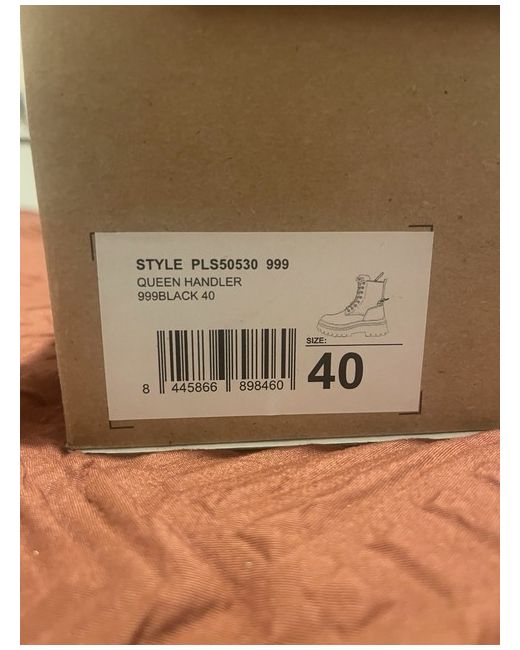 STYLE PLS50530 999
QUEEN HANDLER
999BLACK 40
SIZE:
40
8 445866 898460